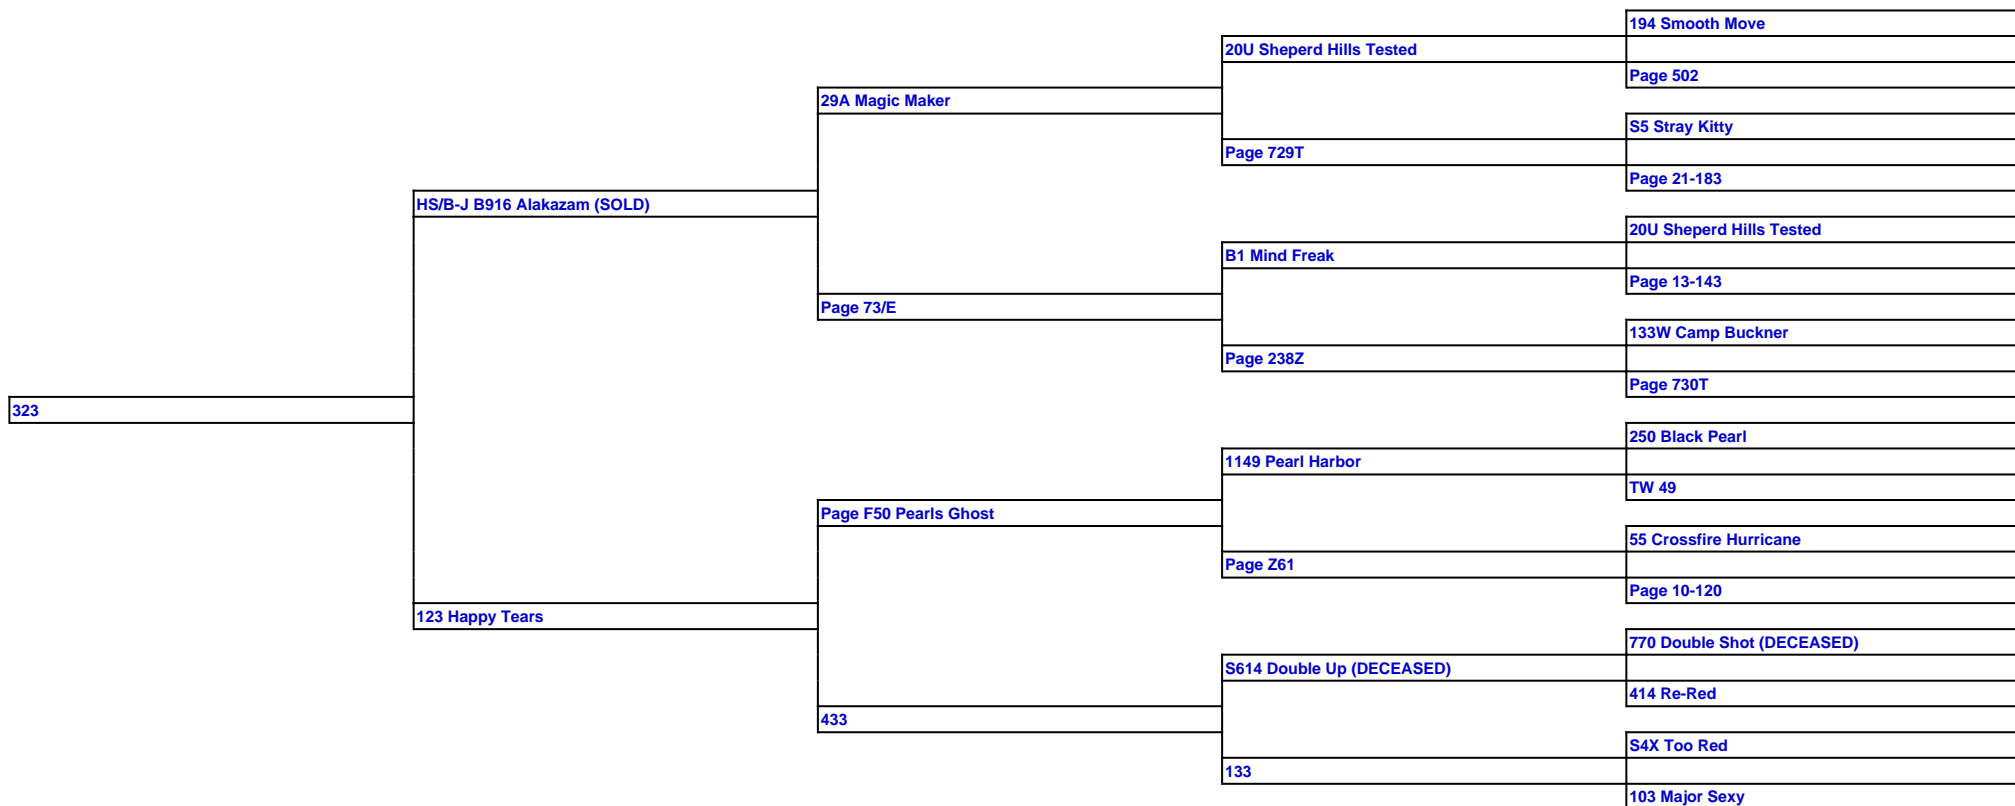 194 Smooth Move
20U Sheperd Hills Tested
Page 502
29A Magic Maker
S5 Stray Kitty
Page 729T
Page 21-183
HS/B-J B916 Alakazam (SOLD)
20U Sheperd Hills Tested
B1 Mind Freak
Page 13-143
Page 73/E
133W Camp Buckner
Page 238Z
Page 730T
323
250 Black Pearl
1149 Pearl Harbor
TW 49
Page F50 Pearls Ghost
55 Crossfire Hurricane
Page Z61
Page 10-120
123 Happy Tears
770 Double Shot (DECEASED)
S614 Double Up (DECEASED)
414 Re-Red
433
S4X Too Red
133
103 Major Sexy